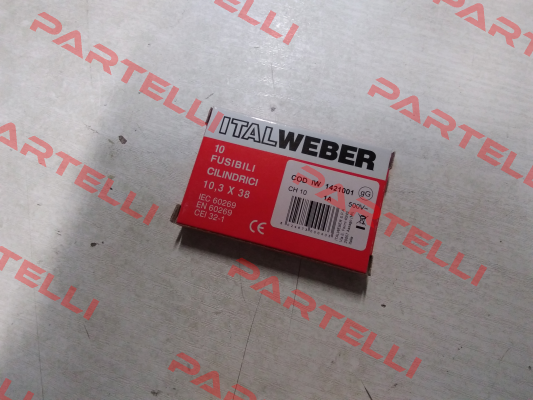 PARTELLI
PARTELLI
PARTELLI
PARTELLI
PARTELLI
PARTELLI
PARTELLI
ITALWEBER
10
FUSIBILI
CILINDRICI
10,3 X 38
IEC 60269
EN 60269
CEI 32-1
CE
COD. IW 1421001
gG
CH 10
1A
500V~